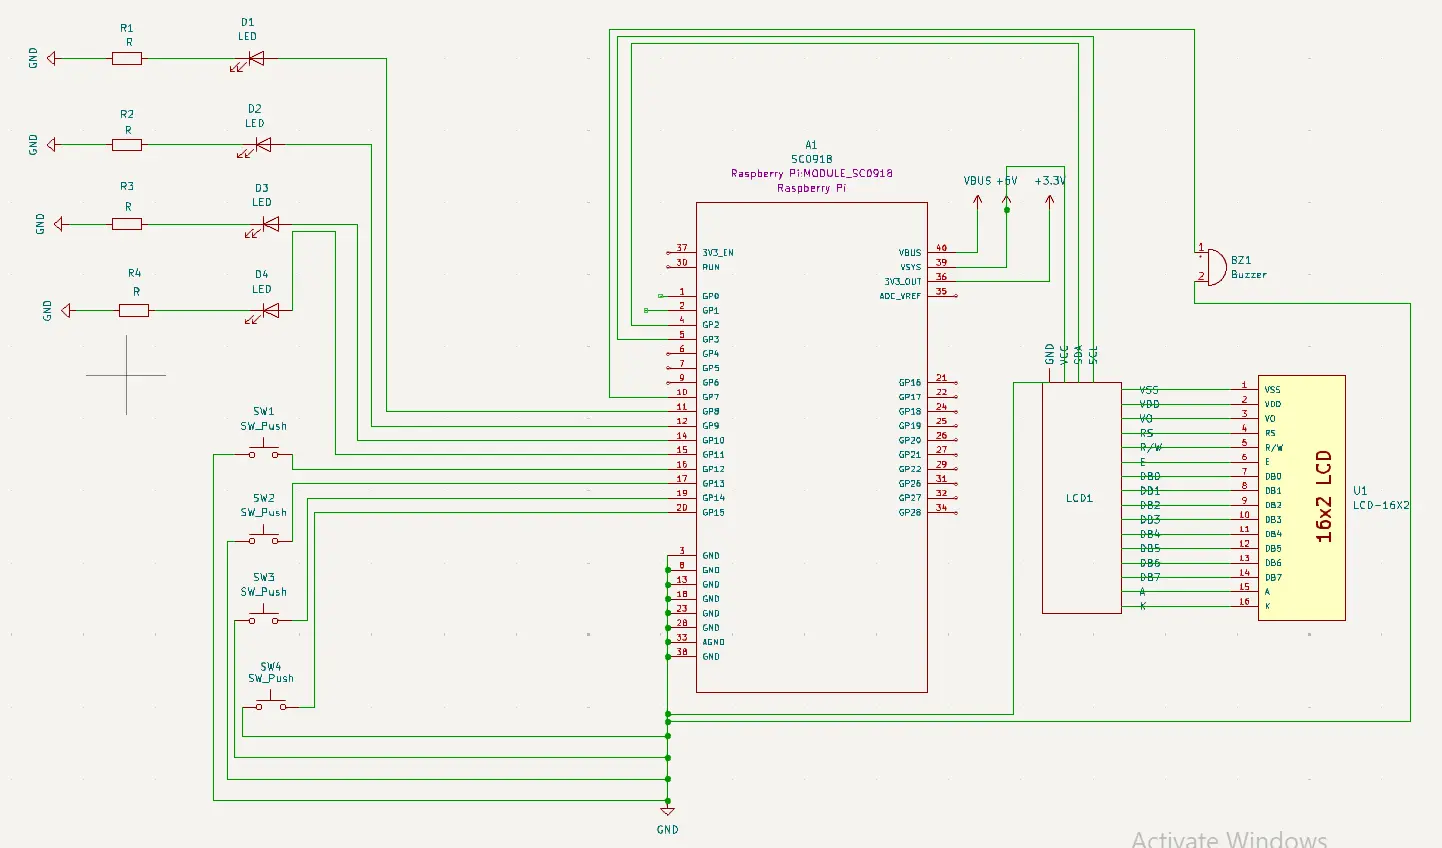 R1
R
D1
LED
GND
R2
R
D2
LED
GND
R3
R
D3
LED
GND
R4
R
D4
LED
GND
SW1
SW_Push
SW2
SW_Push
SW3
SW_Push
SW4
SW_Push
A1
SC0918
Raspberry Pi:MODULE_SC0918
Raspberry Pi
37 3V3_EN
30 RUN
1 GP0
2 GP1
4 GP2
5 GP3
6 GP4
7 GP5
9 GP6
10 GP7
11 GP8
12 GP9
14 GP10
15 GP11
16 GP12
17 GP13
19 GP14
20 GP15
3 GND
8 GND
13 GND
18 GND
23 GND
28 GND
33 AGND
38 GND
VBUS 40
VSYS 39
3V3_OUT 36
ADC_VREF 35
GP16 21
GP17 22
GP18 24
GP19 25
GP20 26
GP21 27
GP22 29
GP26 31
GP27 32
GP28 34
VBUS +5V +3.3V
GND
1
2
BZ1
Buzzer
GND
VCC
SDA
SCL
LCD1
VSS
VDD
VO
RS
R/W
E
DB0
DB1
DB2
DB3
DB4
DB5
DB6
DB7
A
K
1 VSS
2 VDD
3 VO
4 RS
5 R/W
6 E
7 DB0
8 DB1
9 DB2
10 DB3
11 DB4
12 DB5
13 DB6
14 DB7
15 A
16 K
16x2 LCD
U1
LCD-16X2
Activate Windows